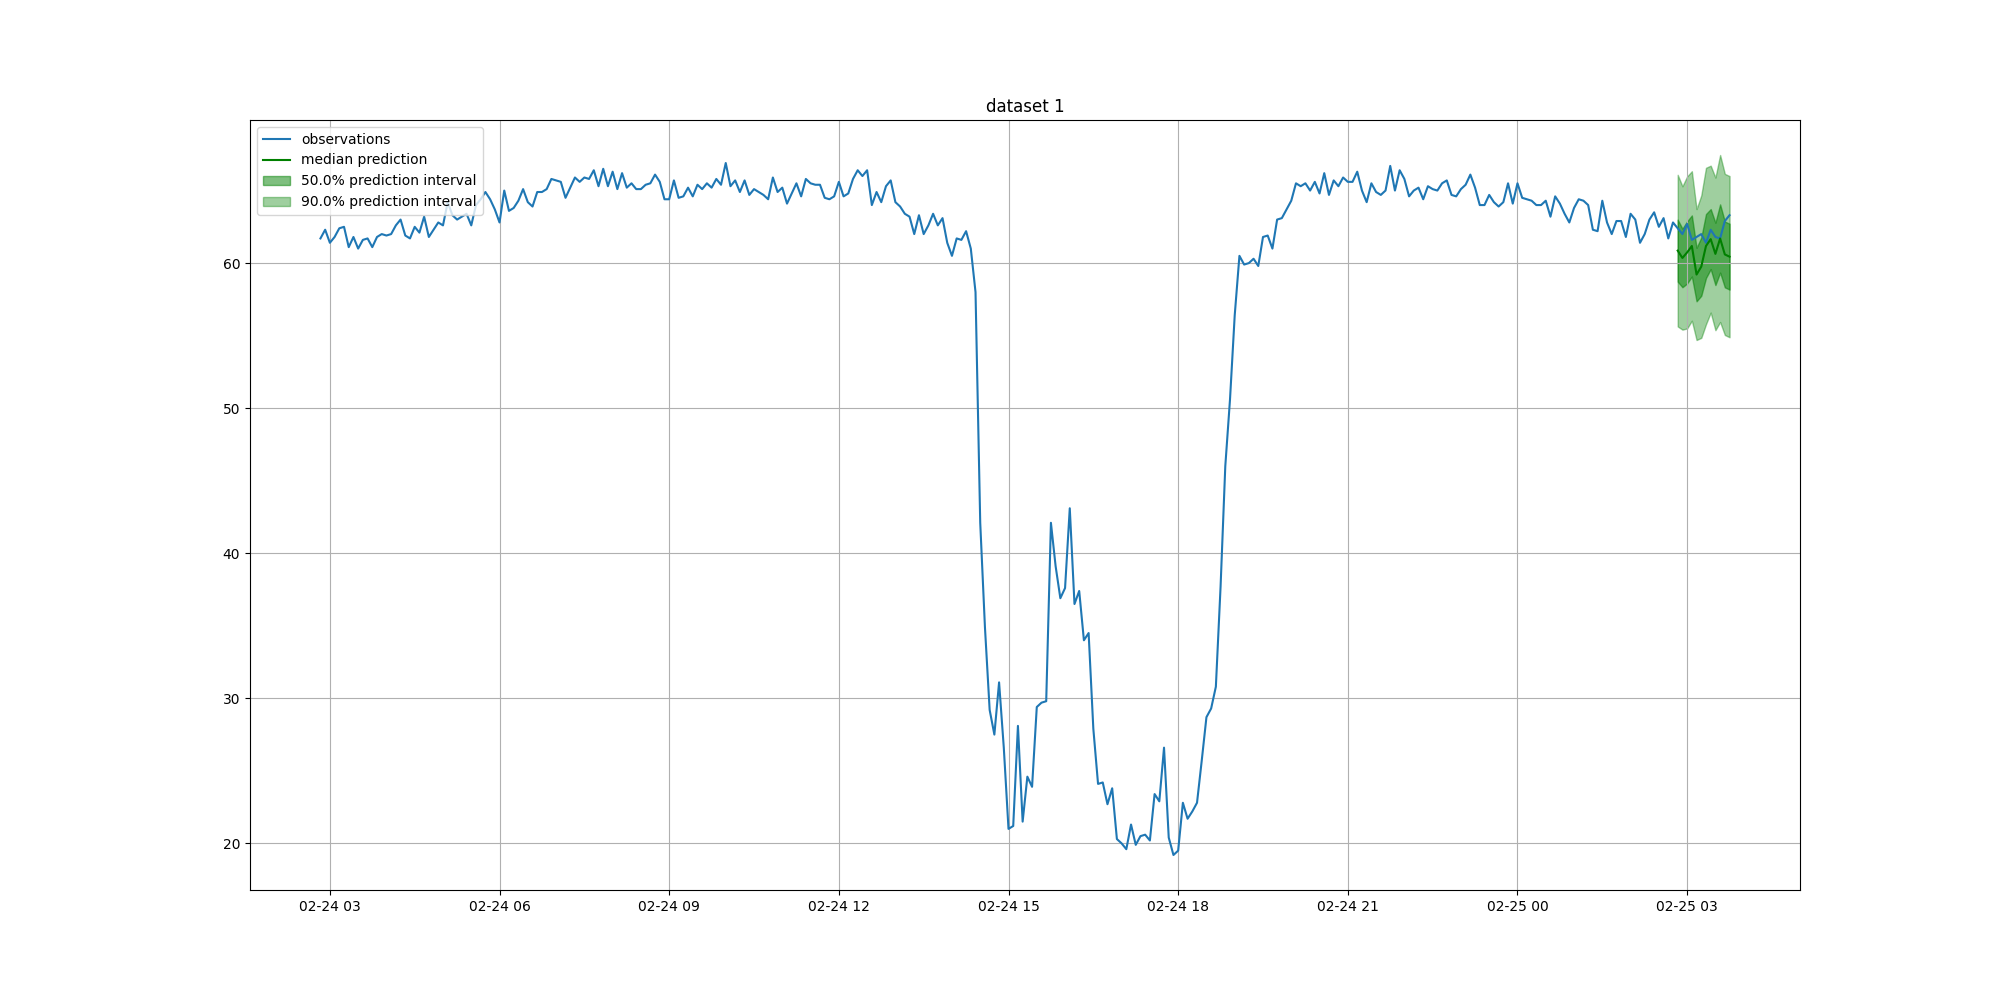 dataset 1
observations
median prediction
50.0% prediction interval
90.0% prediction interval
60
50
40
30
20
02-24 03
02-24 06
02-24 09
02-24 12
02-24 15
02-24 18
02-24 21
02-25 00
02-25 03